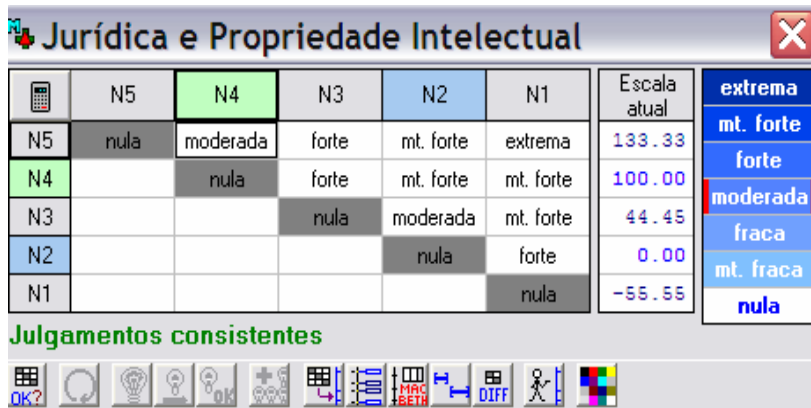 Jurídica e Propriedade Intelectual
N5 N4 N3 N2 N1 Escala atual
N5 nula moderada forte mt. forte extrema 133.33
N4 nula forte mt. forte mt. forte 100.00
N3 nula moderada mt. forte 44.45
N2 nula forte 0.00
N1 nula -55.55
extrema
mt. forte
forte
moderada
fraca
mt. fraca
nula
Julgamentos consistentes
OK? OK MAC BETH DIFF